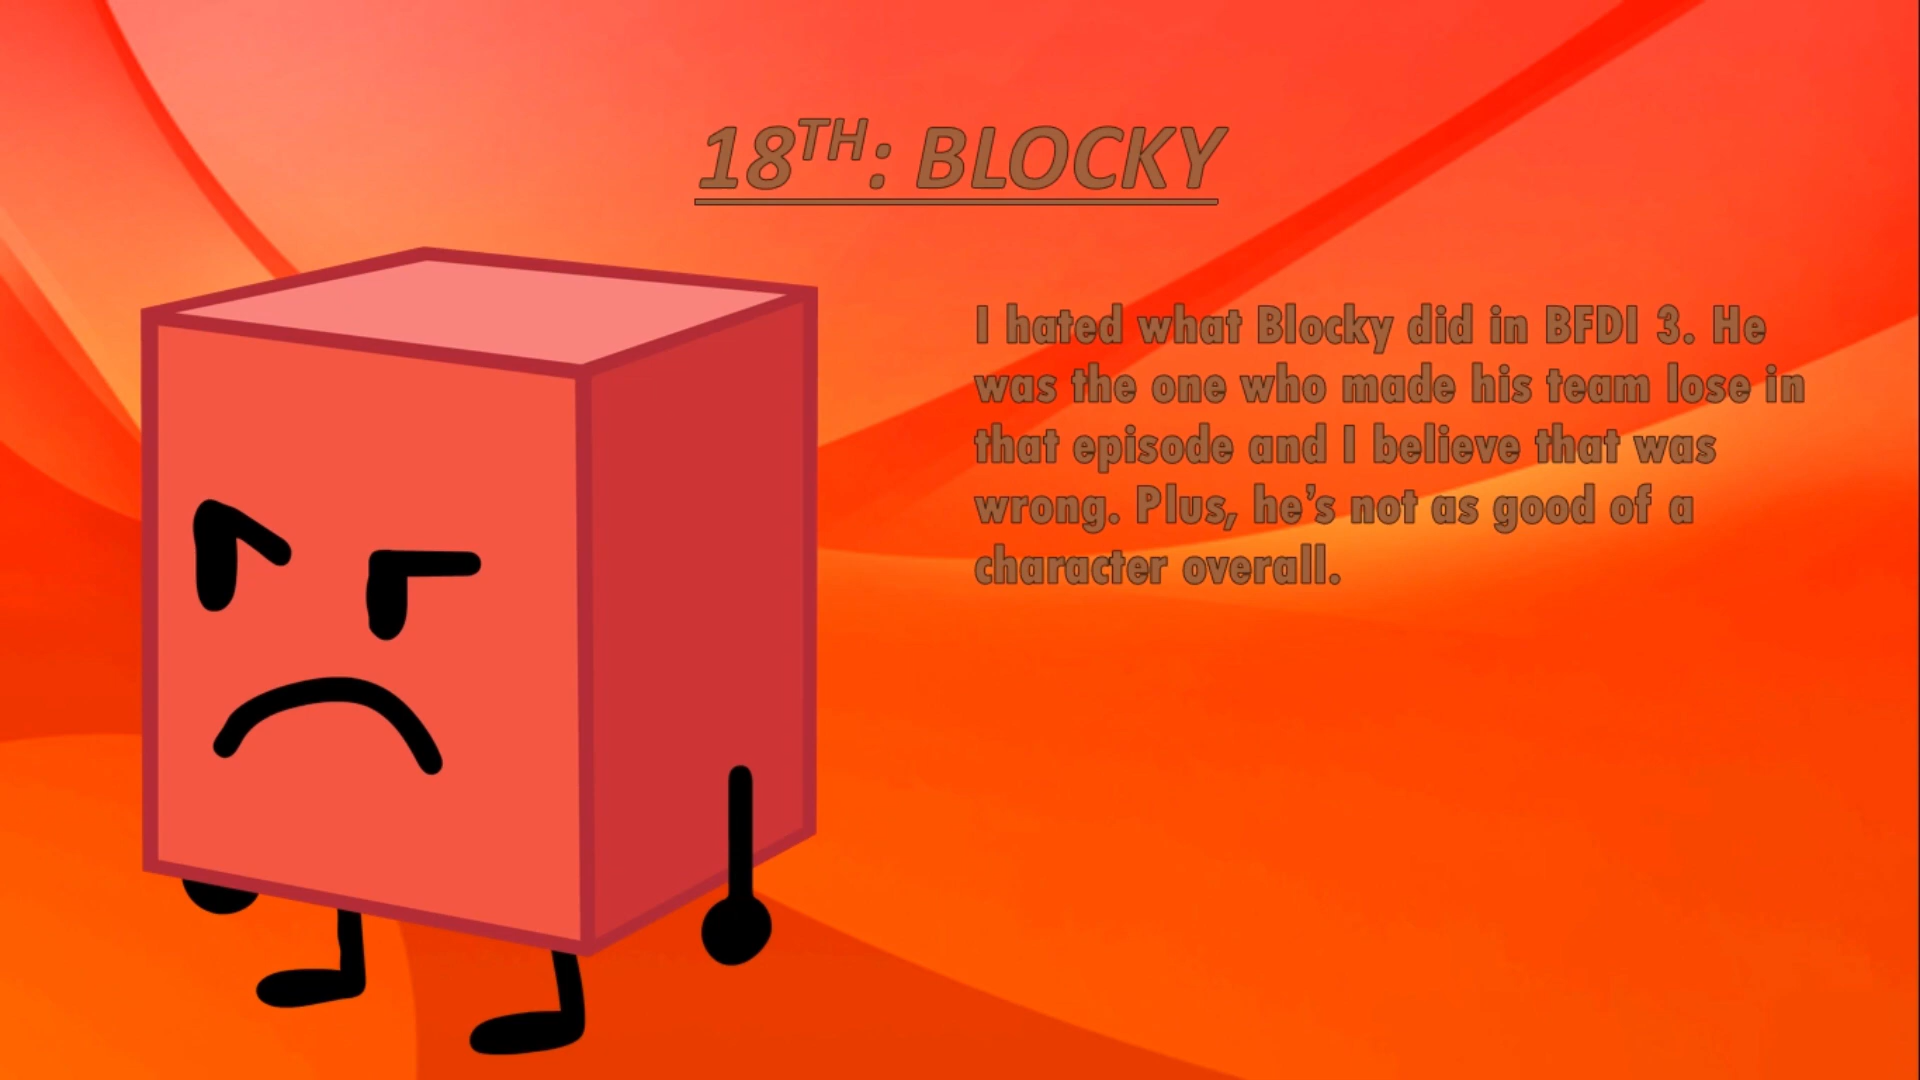 18TH: BLOCKY
I hated what Blocky did in BFDI 3. He
was the one who made his team lose in
that episode and I believe that was
wrong. Plus, he’s not as good of a
character overall.